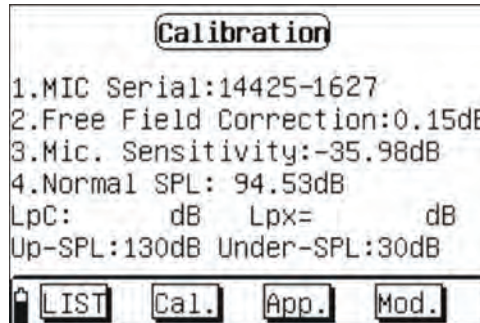 Calibration
1.MIC Serial:14425-1627
2.Free Field Correction:0.15dB
3.Mic. Sensitivity:-35.98dB
4.Normal SPL: 94.53dB
LpC: dB Lpx= dB
Up-SPL:130dB Under-SPL:30dB
LIST Cal. App. Mod.